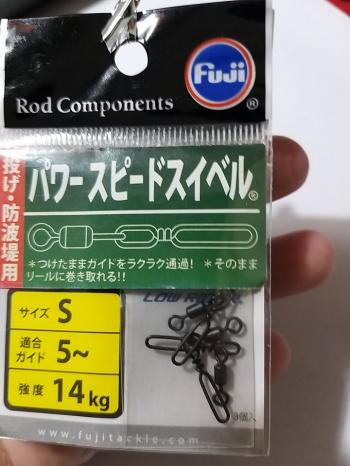 Fuji
®
Rod Components
投げ・防波堤用
パワースピードスイベル®
＊つけたままガイドをラクラク通過！ ＊そのまま
リールに巻き取れる!!
サイズ S
適合ガイド 5~
強度 14kg
個入
www.fujitackle.com